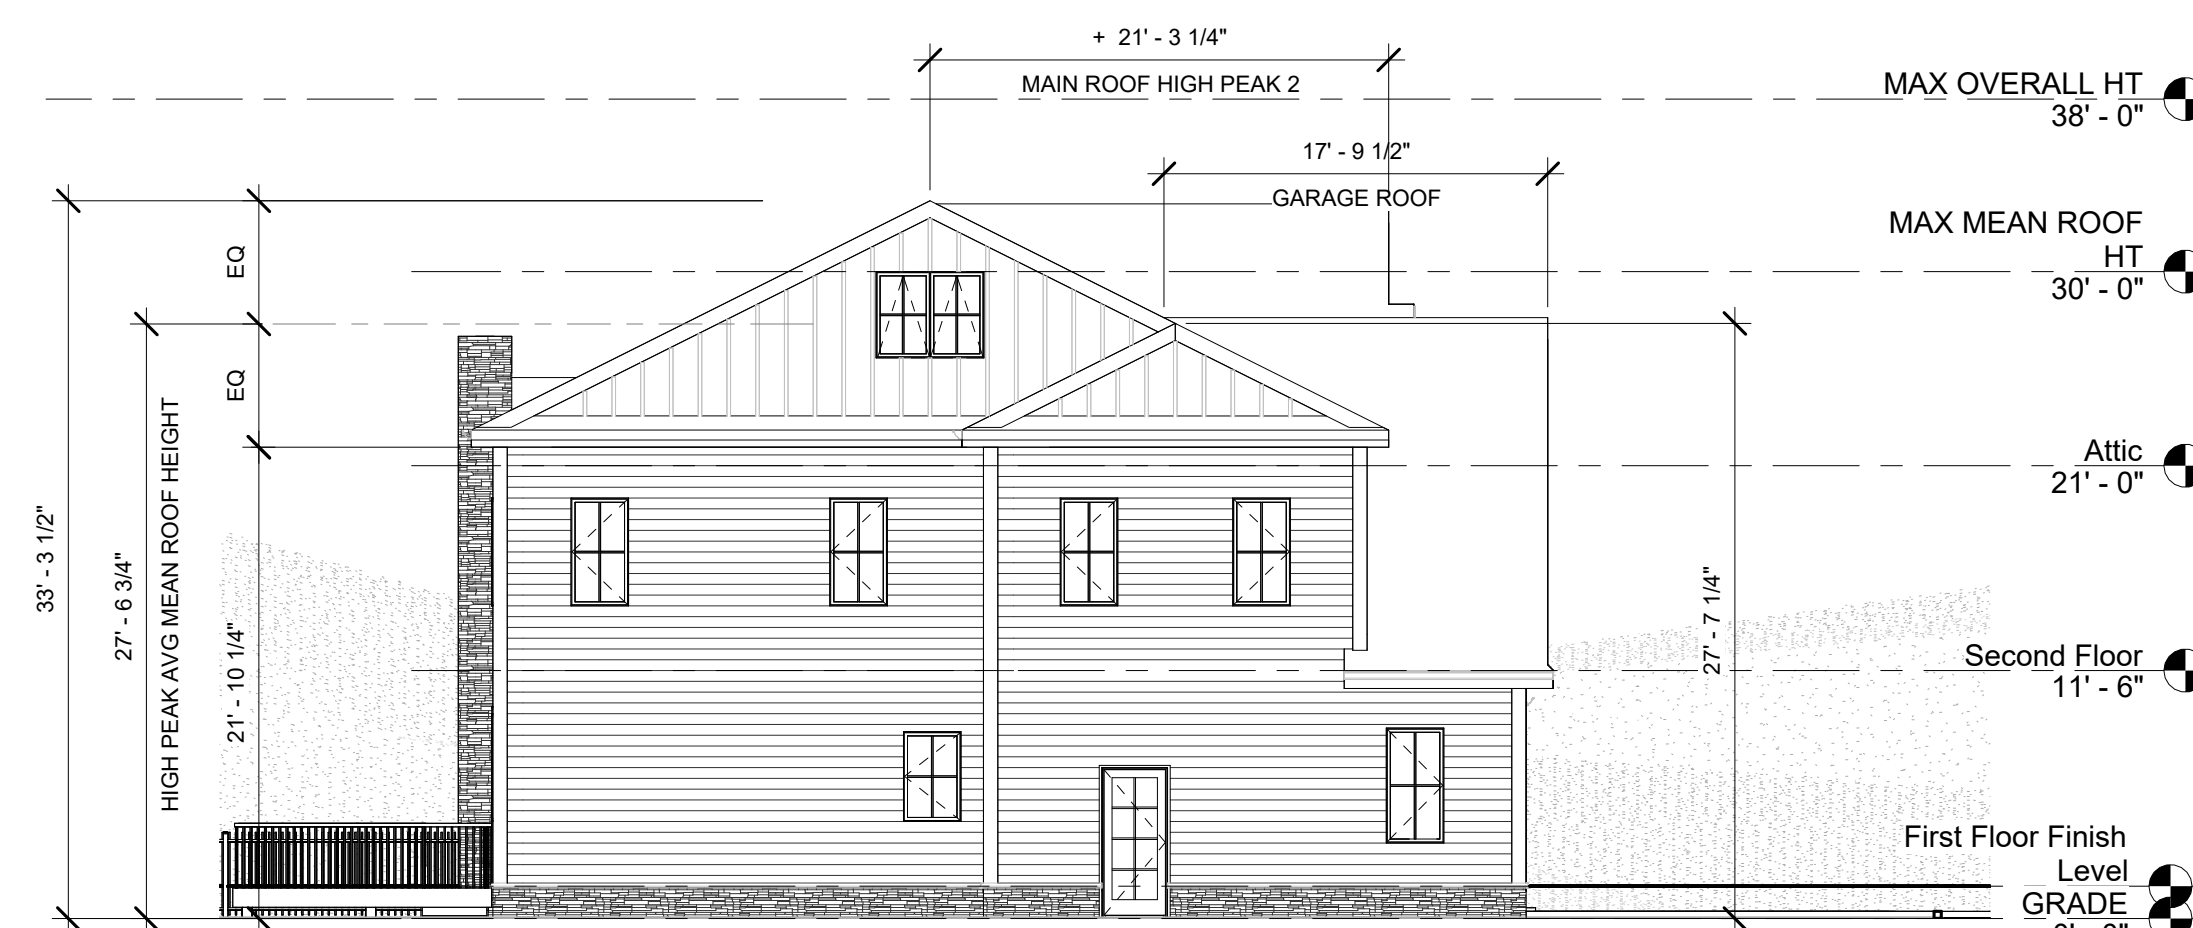 + 21' - 3 1/4"
MAIN ROOF HIGH PEAK 2
MAX OVERALL HT
38' - 0"
17' - 9 1/2"
GARAGE ROOF
MAX MEAN ROOF
HT
30' - 0"
EQ
EQ
33' - 3 1/2"
27' - 6 3/4"
HIGH PEAK AVG MEAN ROOF HEIGHT
21' - 10 1/4"
27' - 7 1/4"
Attic
21' - 0"
Second Floor
11' - 6"
First Floor Finish
Level
GRADE